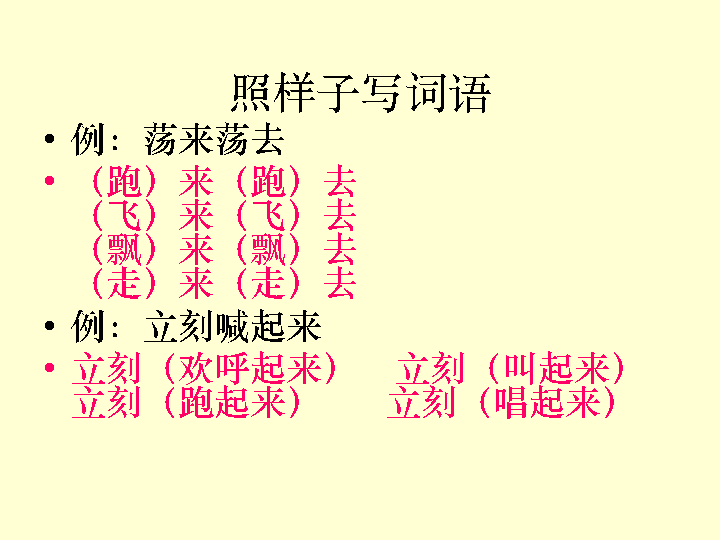 照样子写词语
• 例：荡来荡去
• （跑）来（跑）去
（飞）来（飞）去
（飘）来（飘）去
（走）来（走）去
• 例：立刻喊起来
• 立刻（欢呼起来） 立刻（叫起来）
立刻（跑起来） 立刻（唱起来）